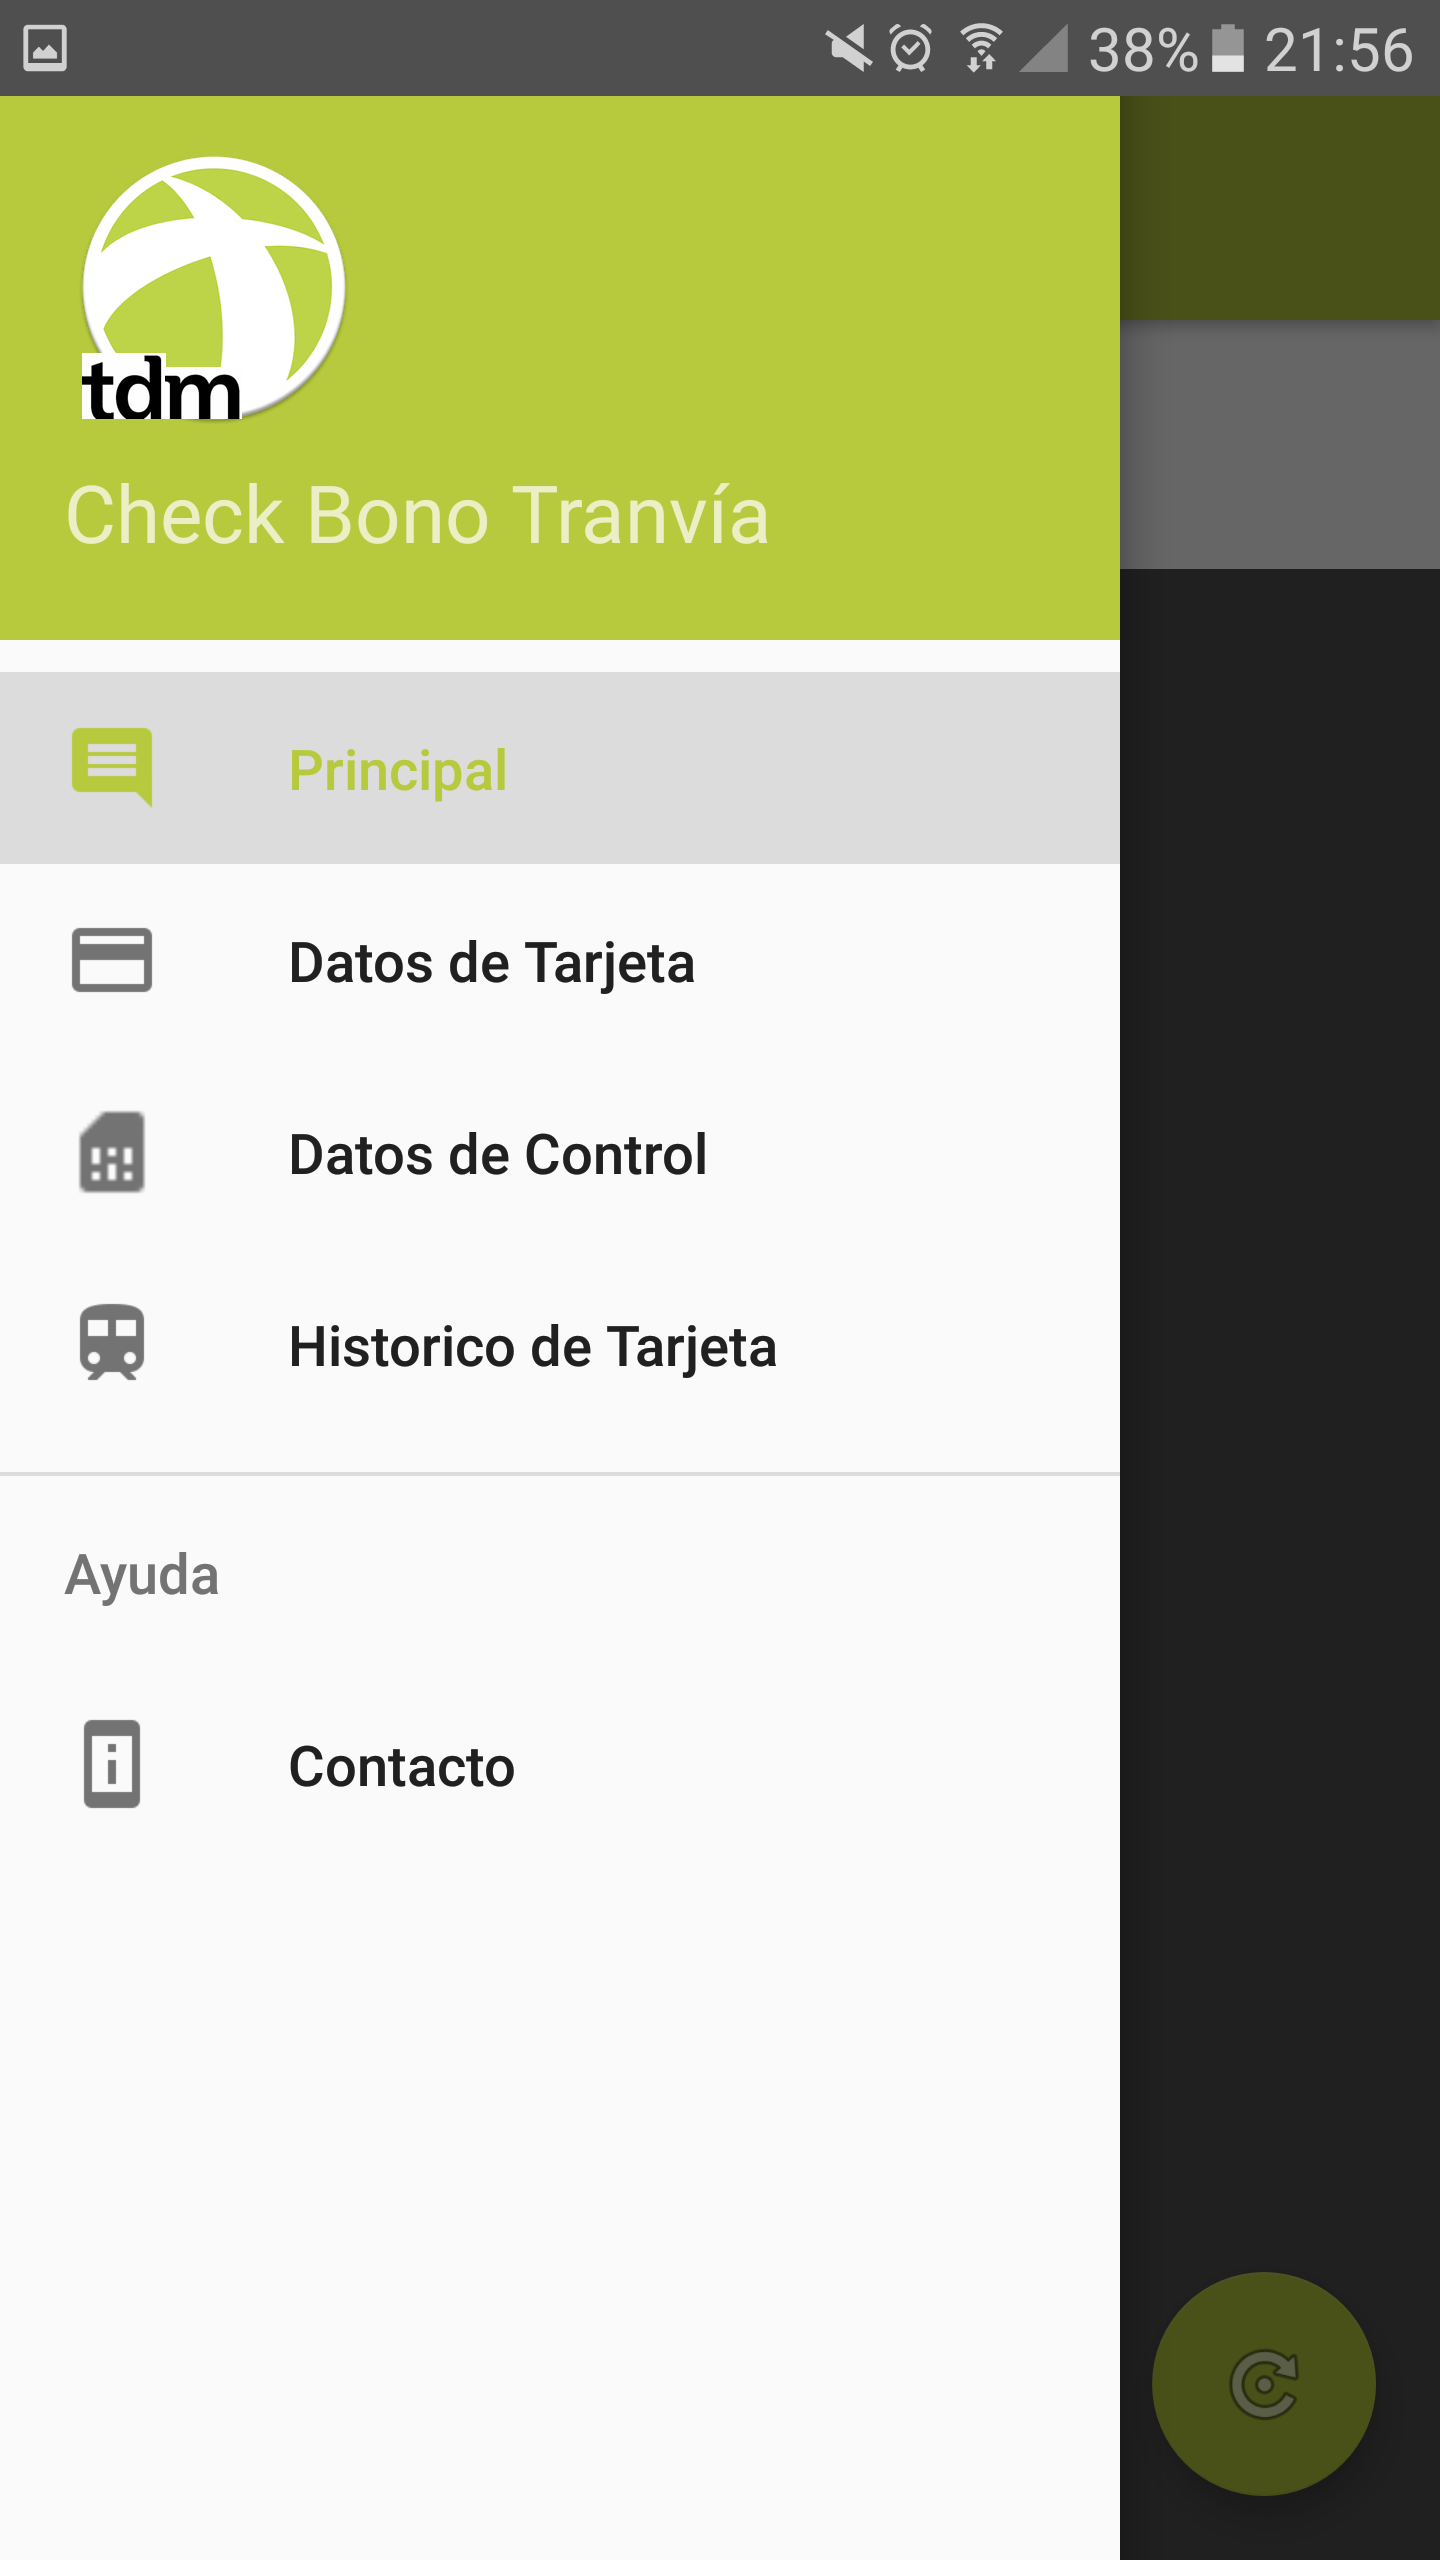 38% 21:56
tdm
Check Bono Tranvía
Principal
Datos de Tarjeta
Datos de Control
Historico de Tarjeta
Ayuda
Contacto